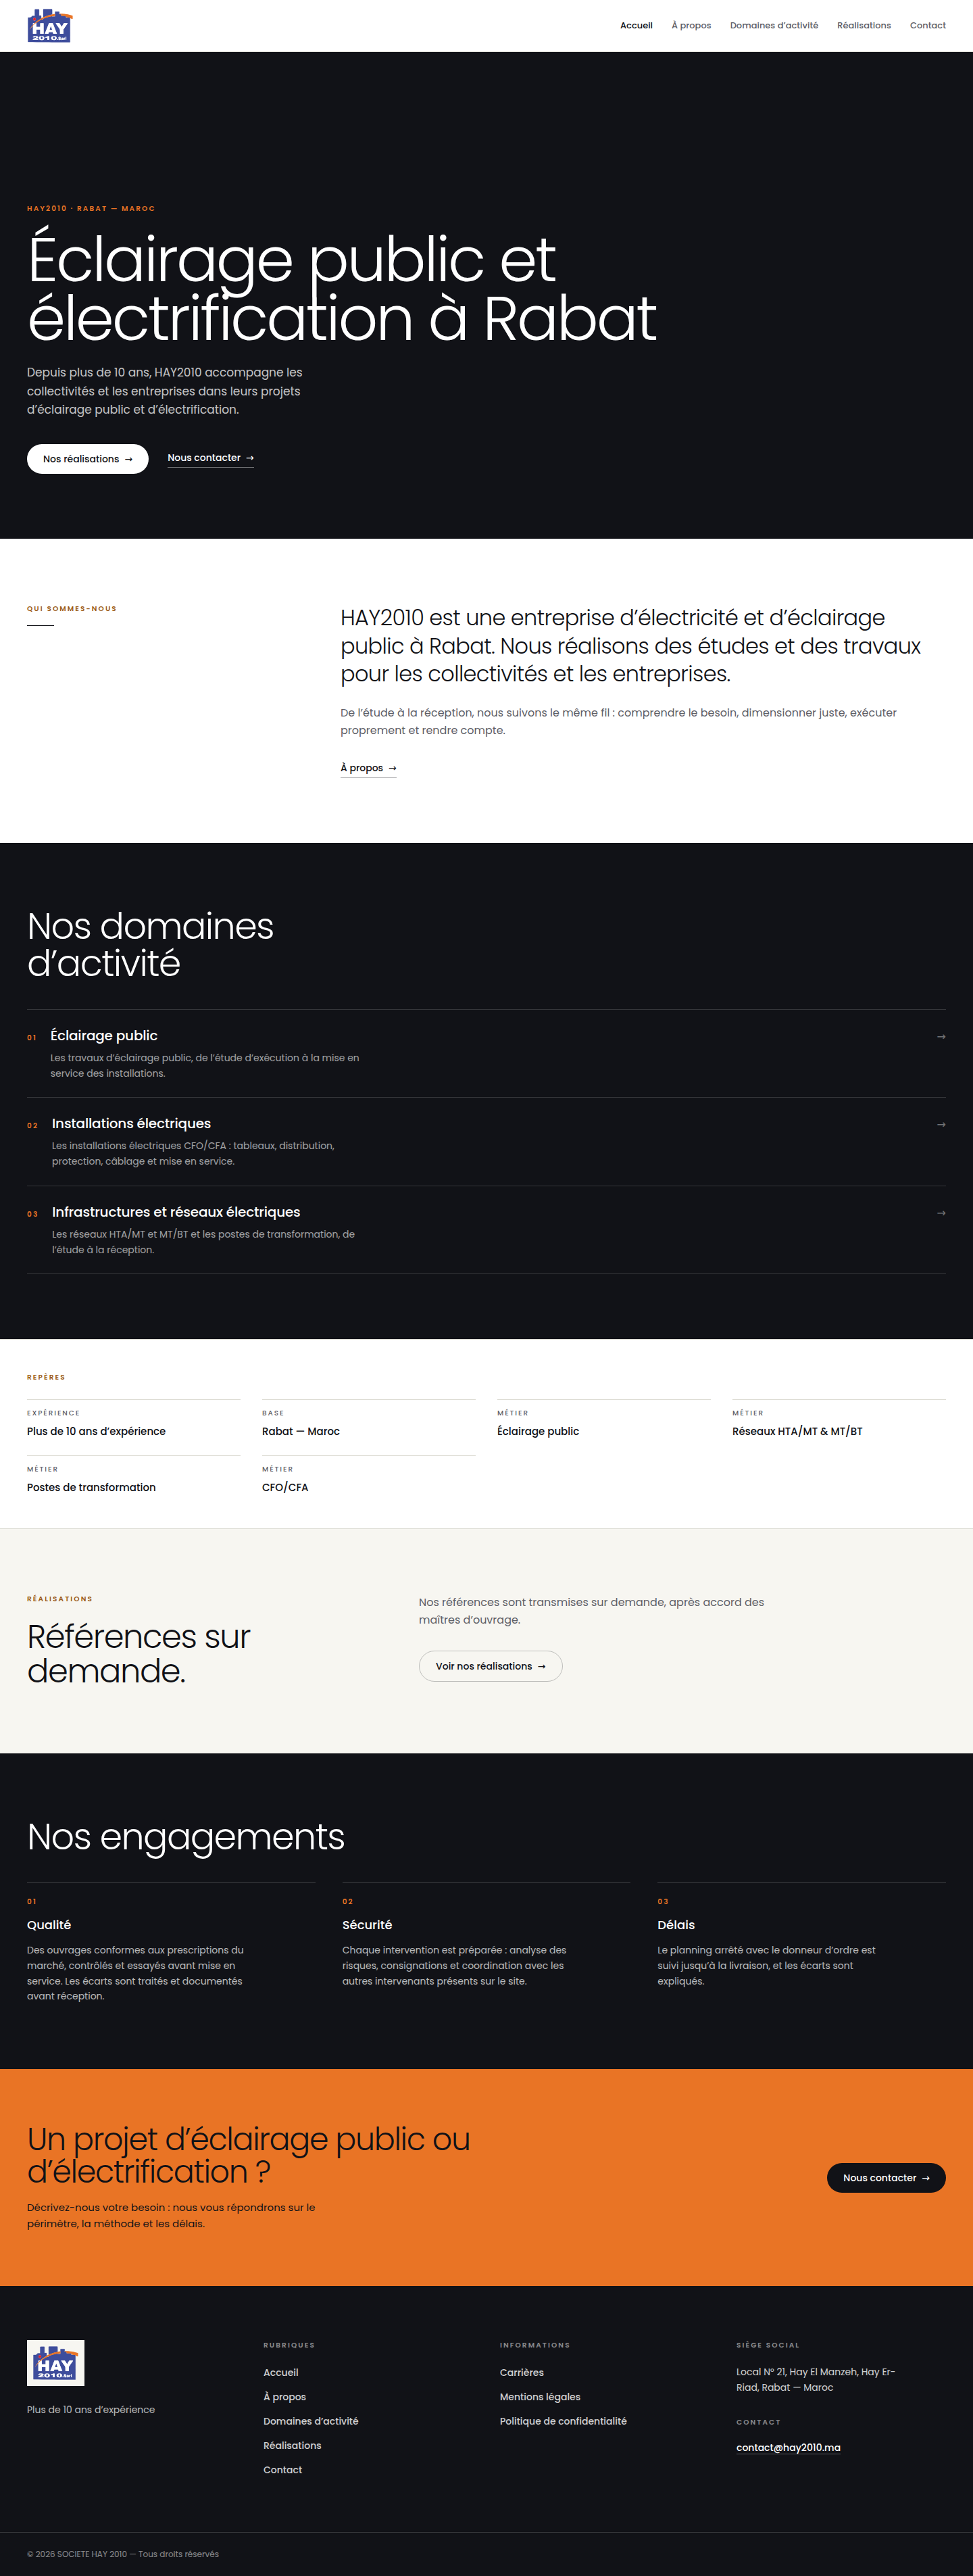 HAY
2010.Sarl
Accueil À propos Domaines d’activité Réalisations Contact
HAY2010 · RABAT — MAROC
Éclairage public et
électrification à Rabat
Depuis plus de 10 ans, HAY2010 accompagne les
collectivités et les entreprises dans leurs projets
d’éclairage public et d’électrification.
Nos réalisations → Nous contacter →
QUI SOMMES-NOUS
HAY2010 est une entreprise d’électricité et d’éclairage
public à Rabat. Nous réalisons des études et des travaux
pour les collectivités et les entreprises.
De l’étude à la réception, nous suivons le même fil : comprendre le besoin, dimensionner juste, exécuter
proprement et rendre compte.
À propos →
Nos domaines
d’activité
01 Éclairage public →
Les travaux d’éclairage public, de l’étude d’exécution à la mise en
service des installations.
02 Installations électriques →
Les installations électriques CFO/CFA : tableaux, distribution,
protection, câblage et mise en service.
03 Infrastructures et réseaux électriques →
Les réseaux HTA/MT et MT/BT et les postes de transformation, de
l’étude à la réception.
REPÈRES
EXPÉRIENCE
Plus de 10 ans d’expérience
BASE
Rabat — Maroc
MÉTIER
Éclairage public
MÉTIER
Réseaux HTA/MT & MT/BT
MÉTIER
Postes de transformation
MÉTIER
CFO/CFA
RÉALISATIONS
Références sur
demande.
Nos références sont transmises sur demande, après accord des
maîtres d’ouvrage.
Voir nos réalisations →
Nos engagements
01
Qualité
Des ouvrages conformes aux prescriptions du
marché, contrôlés et essayés avant mise en
service. Les écarts sont traités et documentés
avant réception.
02
Sécurité
Chaque intervention est préparée : analyse des
risques, consignations et coordination avec les
autres intervenants présents sur le site.
03
Délais
Le planning arrêté avec le donneur d’ordre est
suivi jusqu’à la livraison, et les écarts sont
expliqués.
Un projet d’éclairage public ou
d’électrification ?
Décrivez-nous votre besoin : nous vous répondrons sur le
périmètre, la méthode et les délais.
Nous contacter →
HAY
2010.Sarl
Plus de 10 ans d’expérience
RUBRIQUES
Accueil
À propos
Domaines d’activité
Réalisations
Contact
INFORMATIONS
Carrières
Mentions légales
Politique de confidentialité
SIÈGE SOCIAL
Local N° 21, Hay El Manzeh, Hay Er-
Riad, Rabat — Maroc
CONTACT
contact@hay2010.ma
© 2026 SOCIETE HAY 2010 — Tous droits réservés